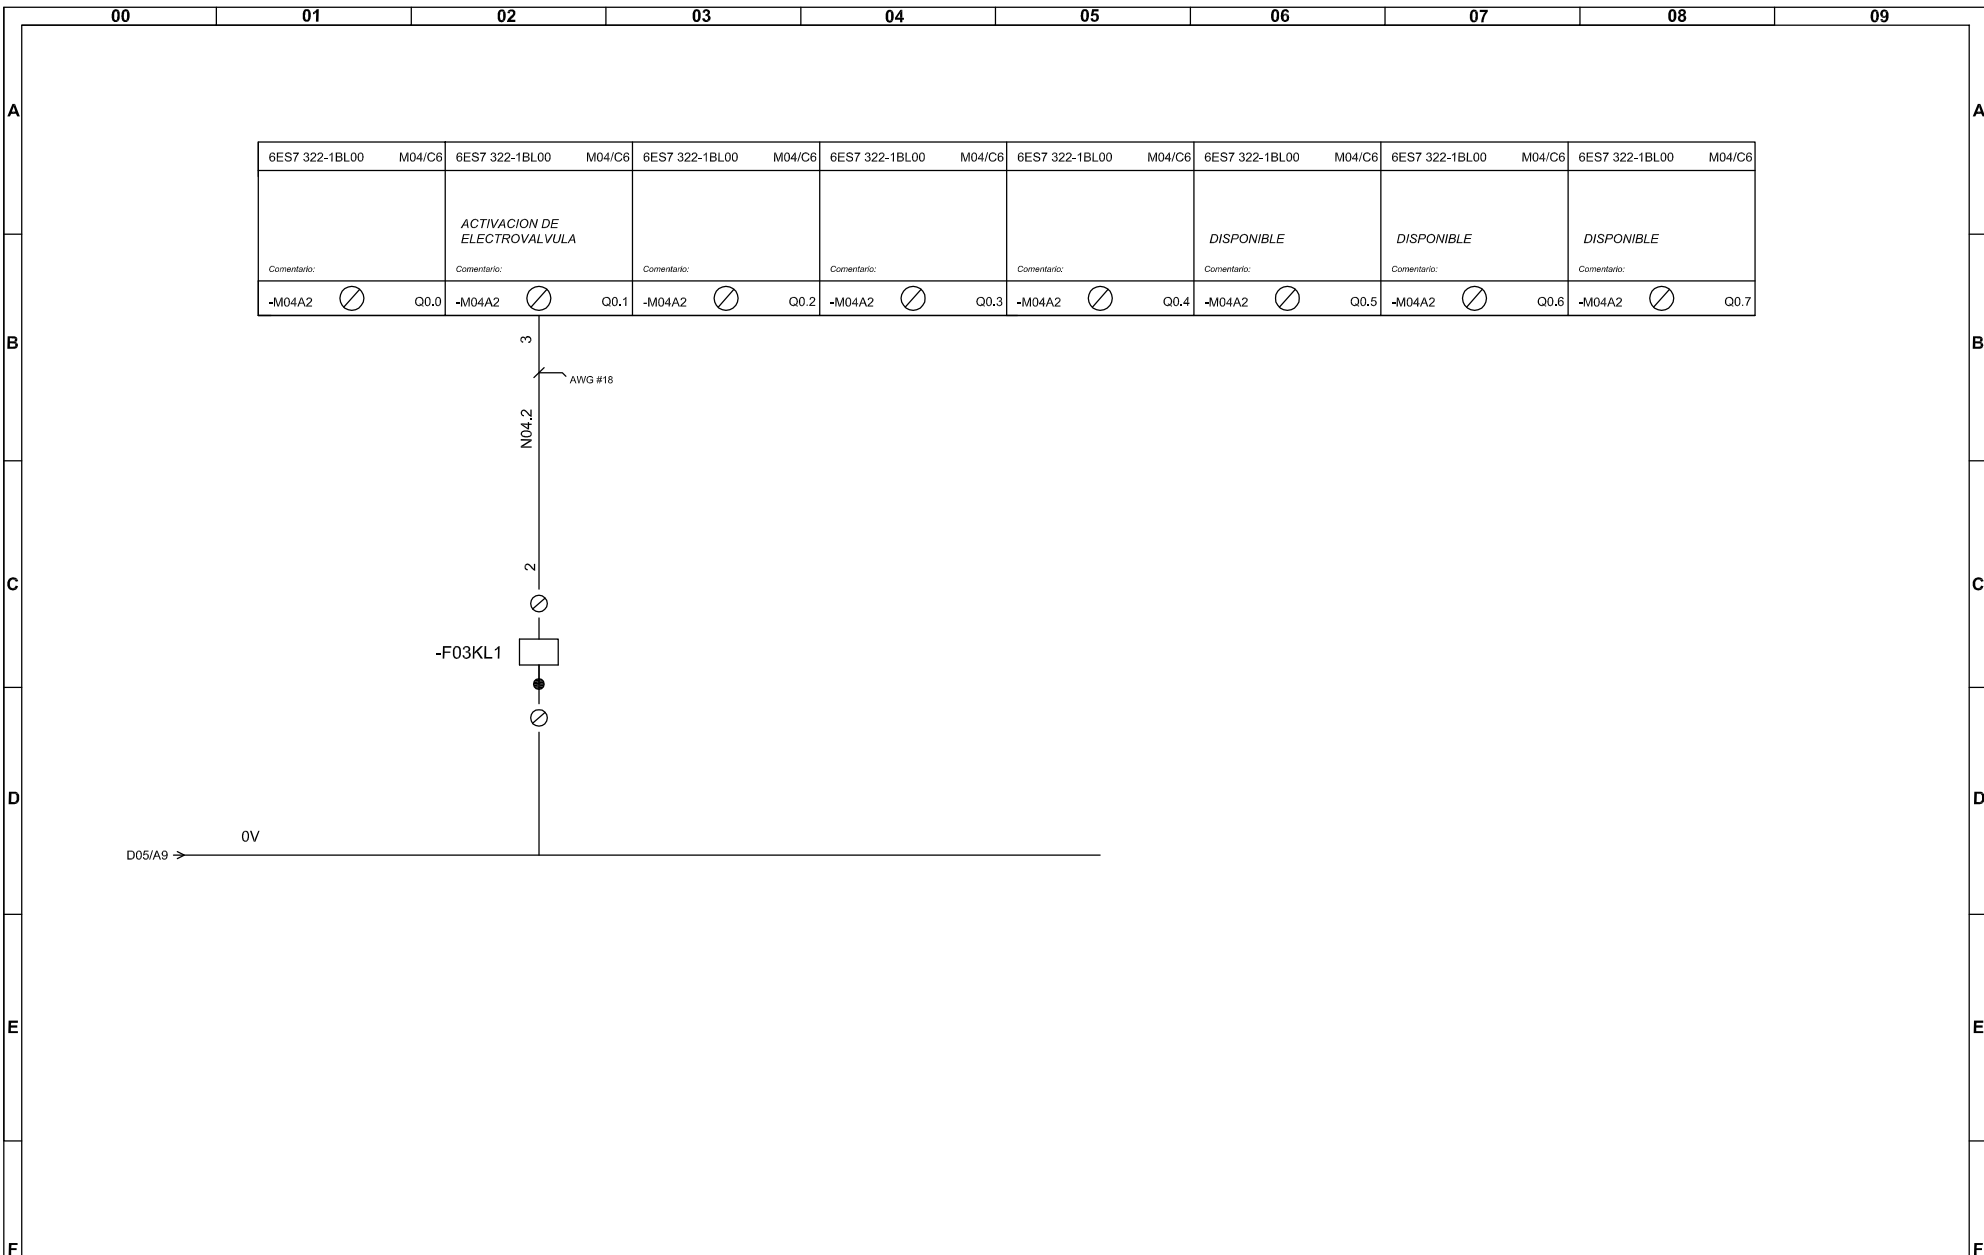 00 01 02 03 04 05 06 07 08 09
A A
6ES7 322-1BL00 M04/C6 6ES7 322-1BL00 M04/C6 6ES7 322-1BL00 M04/C6 6ES7 322-1BL00 M04/C6 6ES7 322-1BL00 M04/C6 6ES7 322-1BL00 M04/C6 6ES7 322-1BL00 M04/C6 6ES7 322-1BL00 M04/C6
ACTIVACION DE
ELECTROVALVULA
DISPONIBLE DISPONIBLE DISPONIBLE
Comentario: Comentario: Comentario: Comentario: Comentario: Comentario: Comentario: Comentario:
-M04A2 Q0.0 -M04A2 Q0.1 -M04A2 Q0.2 -M04A2 Q0.3 -M04A2 Q0.4 -M04A2 Q0.5 -M04A2 Q0.6 -M04A2 Q0.7
B B
3
AWG #18
N04.2
2
C C
-F03KL1
D D
0V
D05/A9
E E
F F